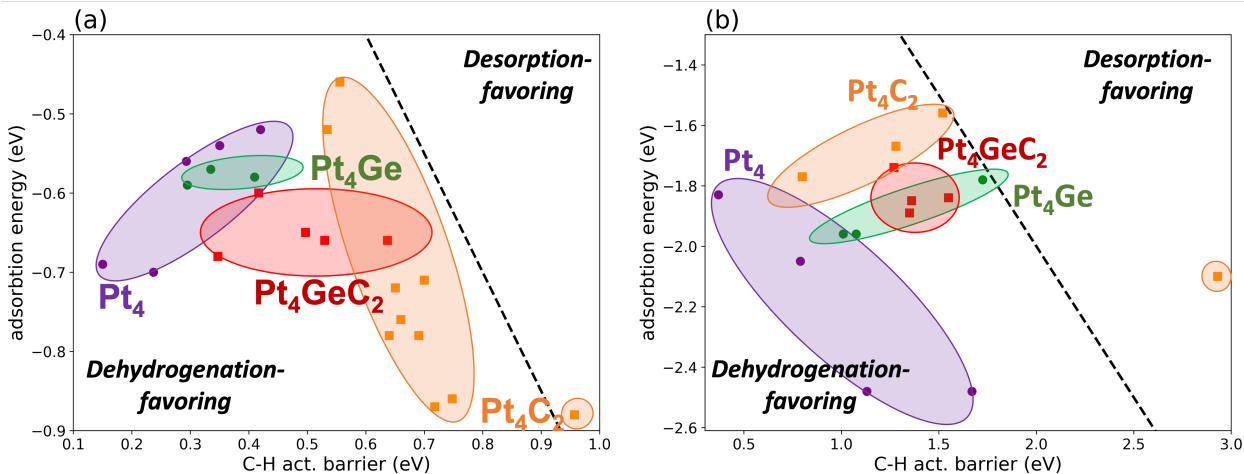 (a)
Desorption-
favoring
Pt₄Ge
Pt₄
Pt₄GeC₂
Dehydrogenation-
favoring
Pt₄C₂
adsorbtion energy (eV)
−0.4
−0.5
−0.6
−0.7
−0.8
−0.9
0.1 0.2 0.3 0.4 0.5 0.6 0.7 0.8 0.9 1.0
C-H act. barrier (eV)
(b)
Desorption-
favoring
Pt₄C₂
Pt₄GeC₂
Pt₄
Pt₄Ge
Dehydrogenation-
favoring
adsorbtion energy (eV)
−1.4
−1.6
−1.8
−2.0
−2.2
−2.4
−2.6
0.5 1.0 1.5 2.0 2.5 3.0
C-H act. barrier (eV)